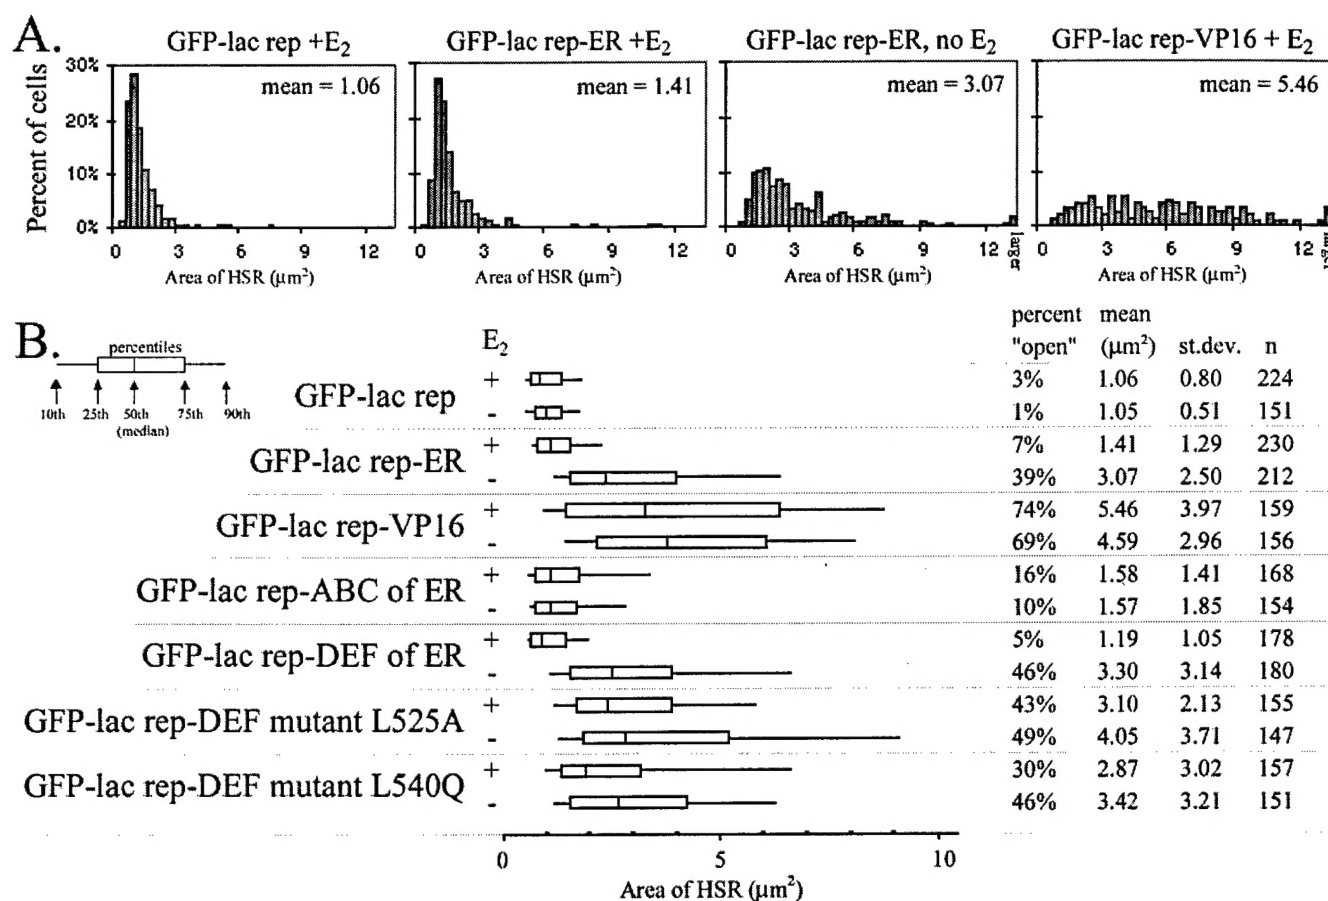 A.
GFP-lac rep +E₂
GFP-lac rep-ER +E₂
GFP-lac rep-ER, no E₂
GFP-lac rep-VP16 + E₂
Percent of cells
30%
20%
10%
0%
mean = 1.06
mean = 1.41
mean = 3.07
mean = 5.46
0 3 6 9 12
0 3 6 9 12
0 3 6 9 12 larger
0 3 6 9 12 larger
Area of HSR (μm²)
Area of HSR (μm²)
Area of HSR (μm²)
Area of HSR (μm²)
B.
percentiles
10th 25th 50th 75th 90th
(median)
E₂
percent "open" mean (μm²) st.dev. n
GFP-lac rep
+ 3% 1.06 0.80 224
- 1% 1.05 0.51 151
GFP-lac rep-ER
+ 7% 1.41 1.29 230
- 39% 3.07 2.50 212
GFP-lac rep-VP16
+ 74% 5.46 3.97 159
- 69% 4.59 2.96 156
GFP-lac rep-ABC of ER
+ 16% 1.58 1.41 168
- 10% 1.57 1.85 154
GFP-lac rep-DEF of ER
+ 5% 1.19 1.05 178
- 46% 3.30 3.14 180
GFP-lac rep-DEF mutant L525A
+ 43% 3.10 2.13 155
- 49% 4.05 3.71 147
GFP-lac rep-DEF mutant L540Q
+ 30% 2.87 3.02 157
- 46% 3.42 3.21 151
0 5 10
Area of HSR (μm²)